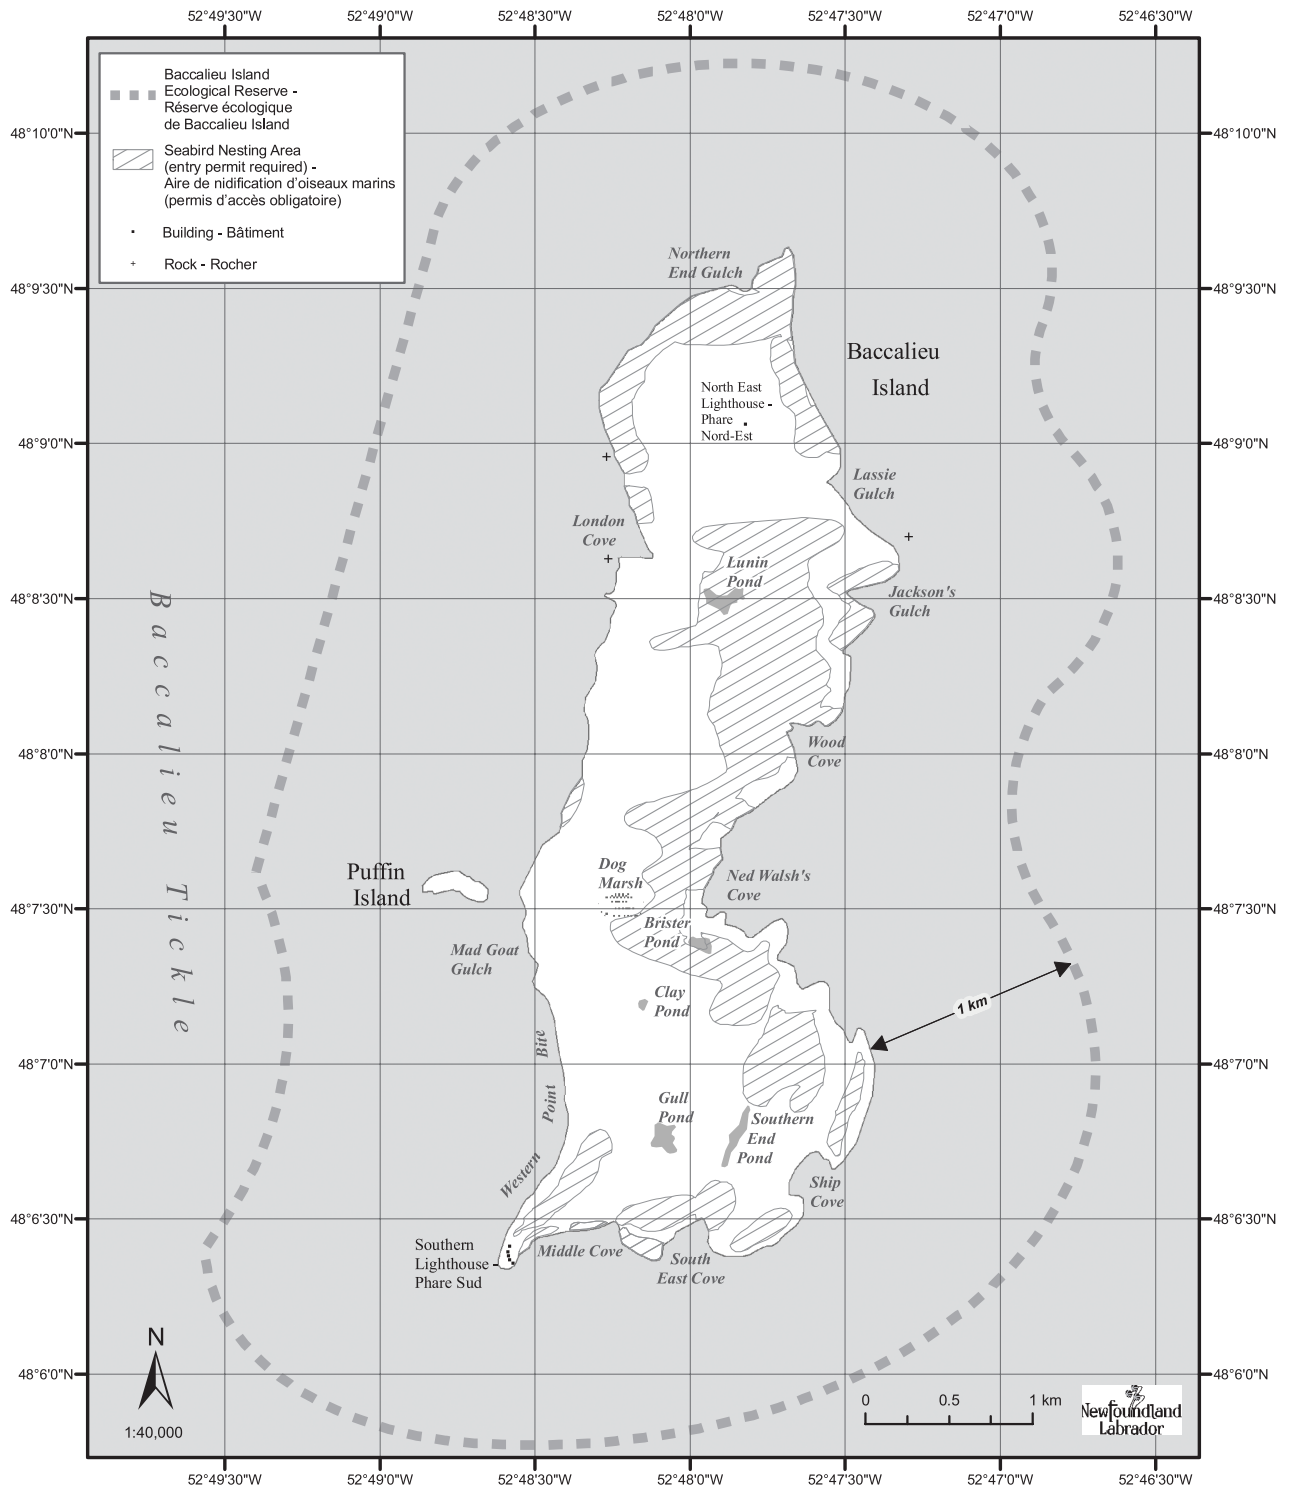 52°49'30"W
52°49'0"W
52°48'30"W
52°48'0"W
52°47'30"W
52°47'0"W
52°46'30"W
Baccalieu Island
Ecological Reserve -
Réserve écologique
de Baccalieu Island
Seabird Nesting Area
(entry permit required) -
Aire de nidification d'oiseaux marins
(permis d'accès obligatoire)
Building - Bâtiment
Rock - Rocher
48°10'0"N
48°10'0"N
48°9'30"N
48°9'30"N
48°9'0"N
48°9'0"N
48°8'30"N
48°8'30"N
48°8'0"N
48°8'0"N
48°7'30"N
48°7'30"N
48°7'0"N
48°7'0"N
48°6'30"N
48°6'30"N
48°6'0"N
48°6'0"N
Northern
End Gulch
Baccalieu
Island
North East
Lighthouse -
Phare
Nord-Est
Lassie
Gulch
London
Cove
Lunin
Pond
Jackson's
Gulch
Baccalieu Tickle
Wood
Cove
Puffin
Island
Dog
Marsh
Ned Walsh's
Cove
Brister
Pond
Mad Goat
Gulch
Clay
Pond
1 km
Western Point Bite
Gull
Pond
Southern
End
Pond
Ship
Cove
Southern
Lighthouse -
Phare Sud
Middle Cove
South
East Cove
N
1:40,000
0 0.5 1 km
Newfoundland
Labrador
52°49'30"W
52°49'0"W
52°48'30"W
52°48'0"W
52°47'30"W
52°47'0"W
52°46'30"W